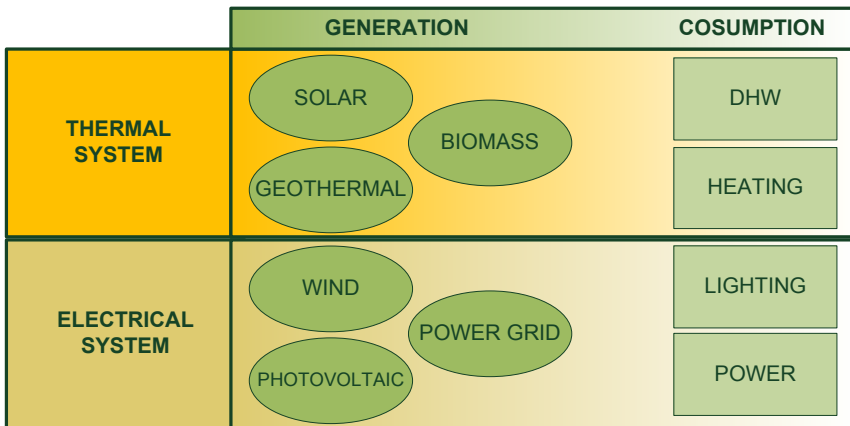 GENERATION
COSUMPTION
THERMAL
SYSTEM
SOLAR
BIOMASS
GEOTHERMAL
DHW
HEATING
ELECTRICAL
SYSTEM
WIND
POWER GRID
PHOTOVOLTAIC
LIGHTING
POWER